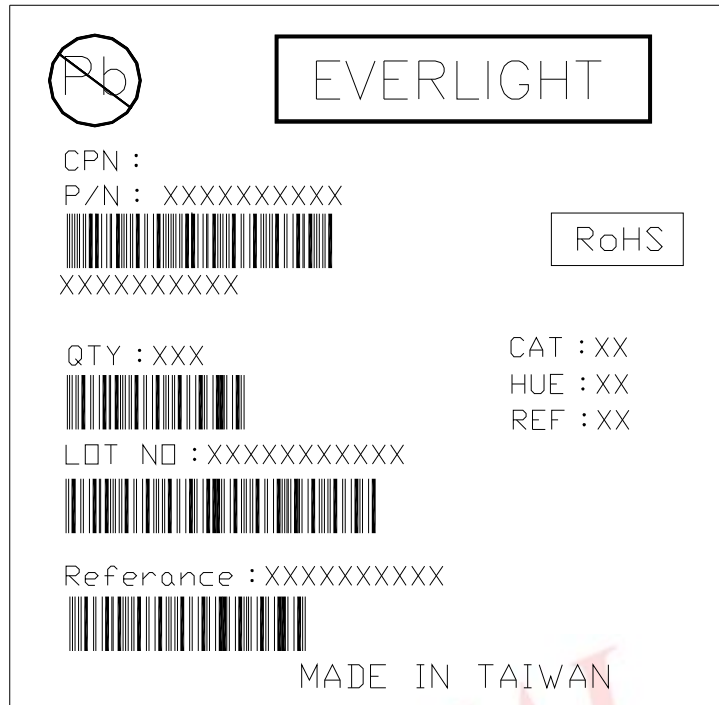 Pb
EVERLIGHT
CPN :
P/N : XXXXXXXXXX
RoHS
XXXXXXXXXX
QTY : XXX
CAT : XX
HUE : XX
REF : XX
LOT NO : XXXXXXXXXXX
Referance : XXXXXXXXXX
MADE IN TAIWAN